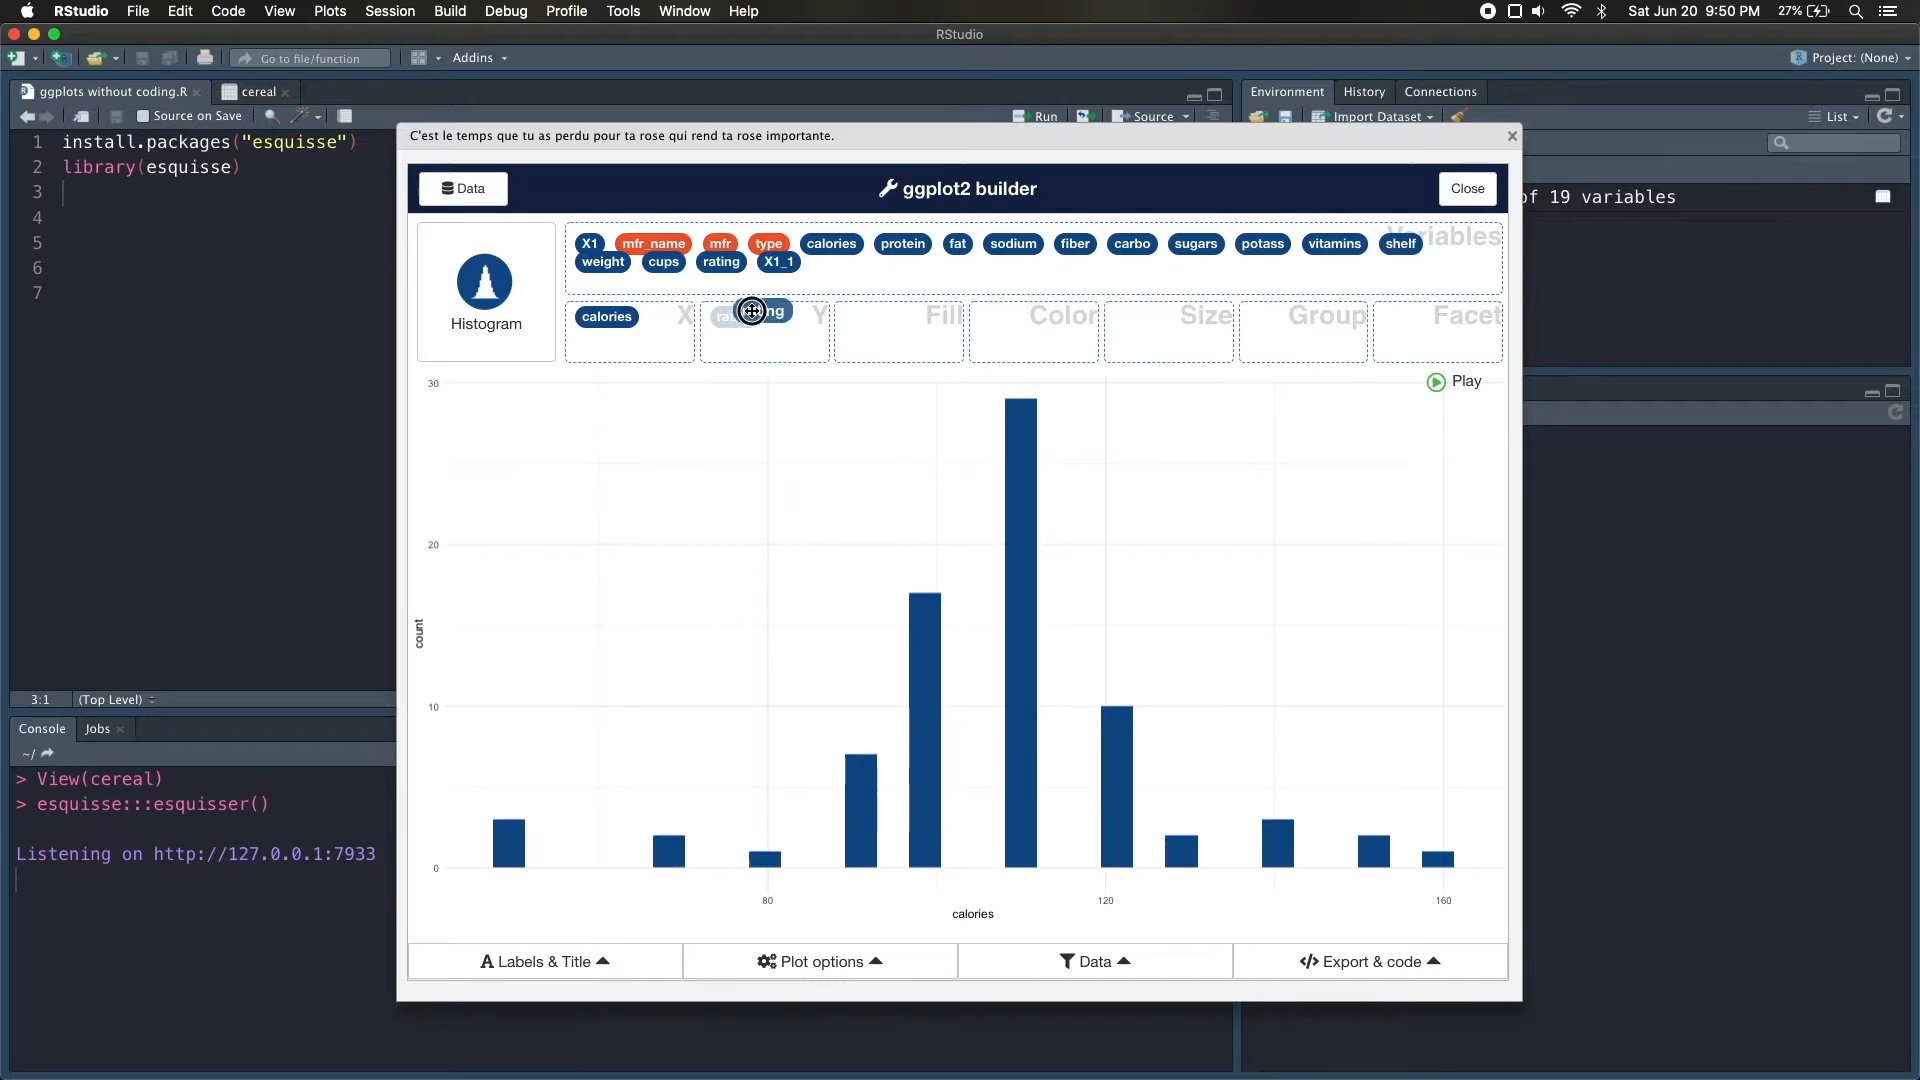 RStudio File Edit Code View Plots Session Build Debug Profile Tools Window Help Sat Jun 20 9:50 PM 27%
RStudio
Go to file/function Addins Project: (None)
ggplots without coding.R cereal
Source on Save Run Source
1 install.packages("esquisse")
2 library(esquisse)
3
4
5
6
7
3:1 (Top Level)
Console Jobs
~/
> View(cereal)
> esquisse:::esquisser()
Listening on http://127.0.0.1:7933
Environment History Connections
Import Dataset List
of 19 variables
C'est le temps que tu as perdu pour ta rose qui rend ta rose importante.
Data ggplot2 builder Close
Histogram
Variables
X1 mfr_name mfr type calories protein fat sodium fiber carbo sugars potass vitamins shelf
weight cups rating X1_1
calories X Y Fill Color Size Group Facet
Play
30
20
10
0
count
80 120 160
calories
Labels & Title Plot options Data Export & code